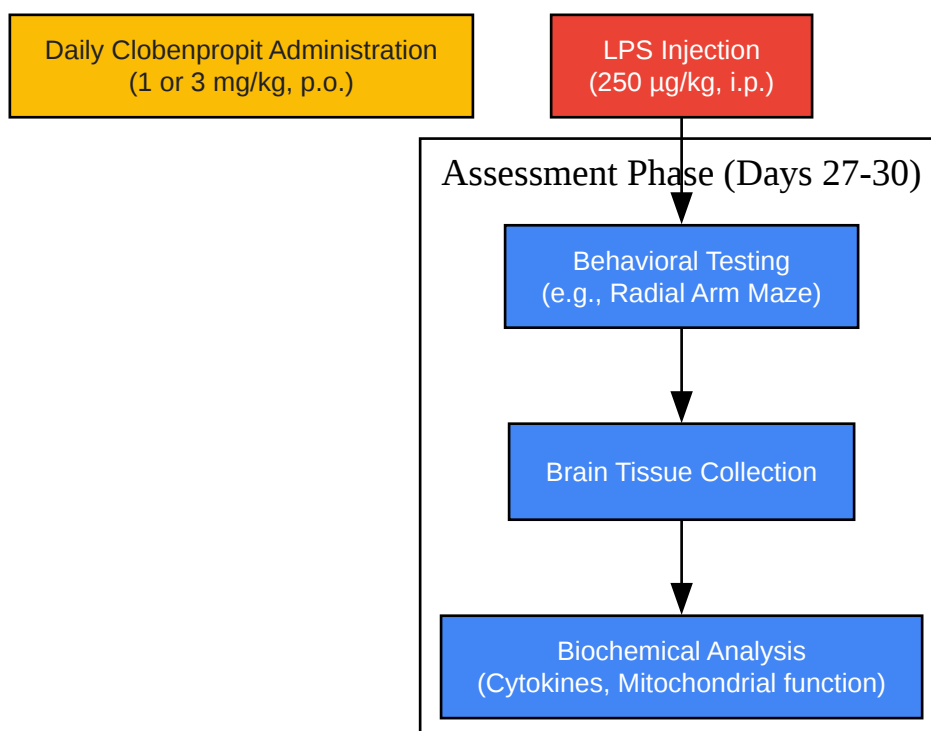 Daily Clobenpropit Administration
(1 or 3 mg/kg, p.o.)
LPS Injection
(250 µg/kg, i.p.)
Assessment Phase (Days 27-30)
Behavioral Testing
(e.g., Radial Arm Maze)
Brain Tissue Collection
Biochemical Analysis
(Cytokines, Mitochondrial function)